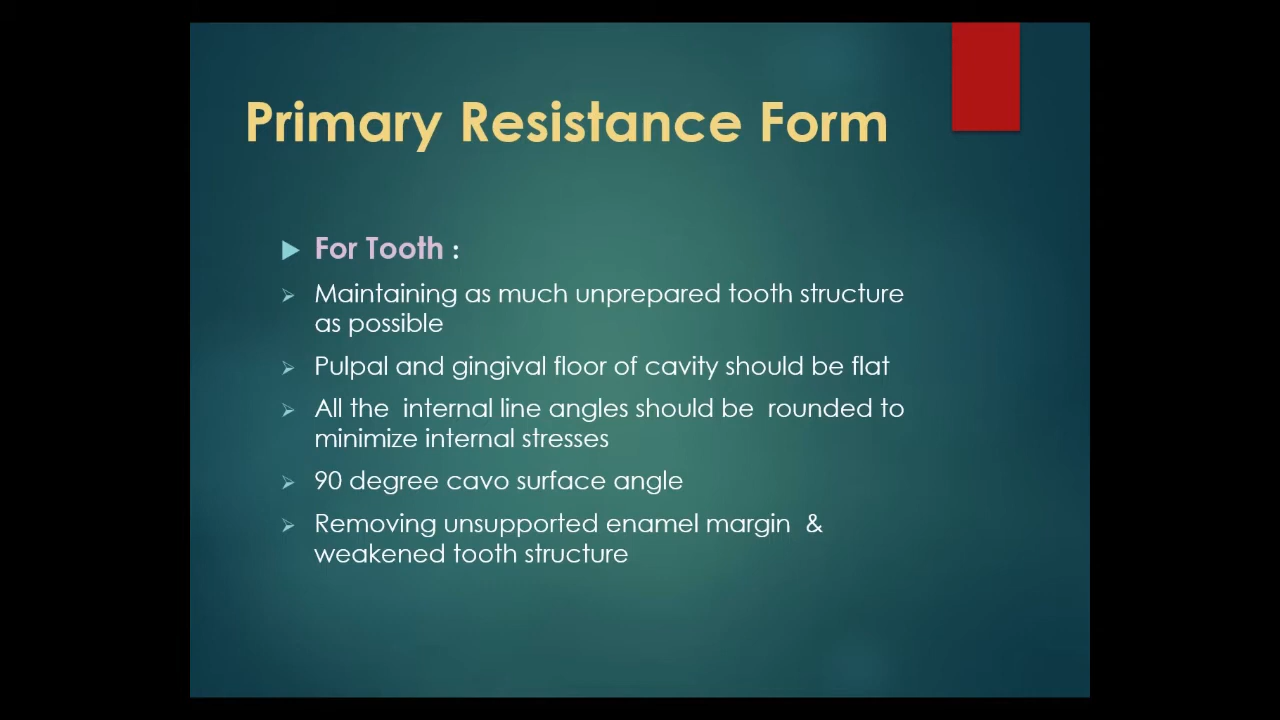 Primary Resistance Form
For Tooth :
Maintaining as much unprepared tooth structure
as possible
Pulpal and gingival floor of cavity should be flat
All the internal line angles should be rounded to
minimize internal stresses
90 degree cavo surface angle
Removing unsupported enamel margin &
weakened tooth structure